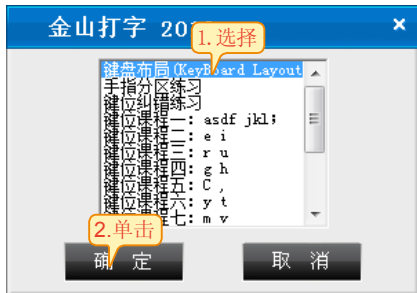 金山打字 20
1.选择
键盘布局(KeyBoard Layout
手指分区练习
键位纠错练习
键位课程一: asdf jkl;
键位课程二: e i
键位课程三: r u
键位课程四: g h
键位课程五: C ,
键位课程六: y t
键位课程七: m v
2.单击
确 定
取 消